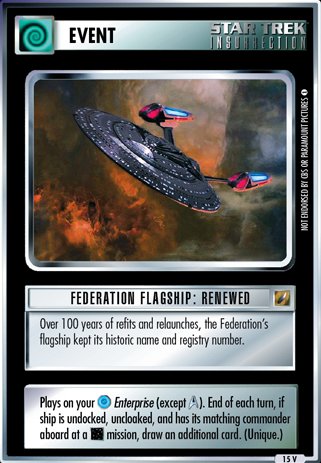 EVENT
STAR TREK
INSURRECTION
NOT ENDORSED BY CBS OR PARAMOUNT PICTURES
FEDERATION FLAGSHIP: RENEWED
Over 100 years of refits and relaunches, the Federation's
flagship kept its historic name and registry number.
Plays on your Enterprise (except ). End of each turn, if
ship is undocked, uncloaked, and has its matching commander
aboard at a mission, draw an additional card. (Unique.)
15 V